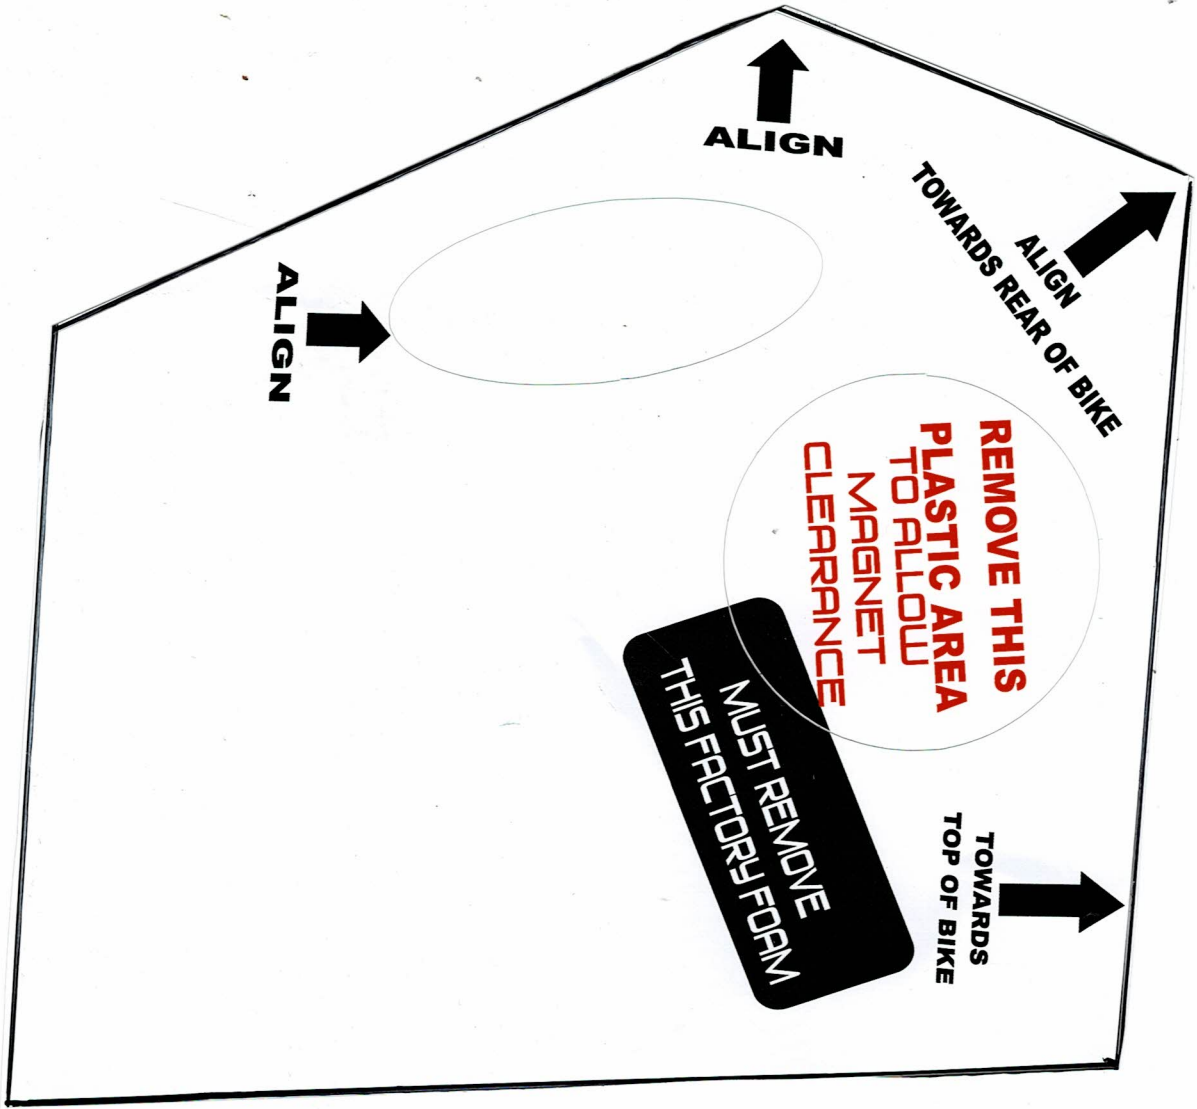 ALIGN
ALIGN
TOWARDS REAR OF BIKE
ALIGN
REMOVE THIS
PLASTIC AREA
TO ALLOW
MAGNET
CLEARANCE
MUST REMOVE
THIS FACTORY FOAM
TOWARDS
TOP OF BIKE